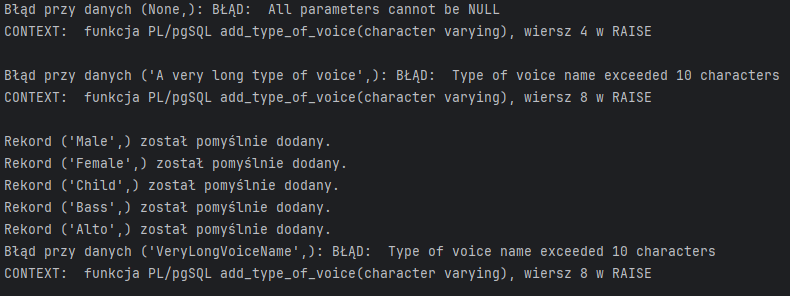 Błąd przy danych (None,): BŁĄD:  All parameters cannot be NULL
CONTEXT:  funkcja PL/pgSQL add_type_of_voice(character varying), wiersz 4 w RAISE
Błąd przy danych ('A very long type of voice',): BŁĄD:  Type of voice name exceeded 10 characters
CONTEXT:  funkcja PL/pgSQL add_type_of_voice(character varying), wiersz 8 w RAISE
Rekord ('Male',) został pomyślnie dodany.
Rekord ('Female',) został pomyślnie dodany.
Rekord ('Child',) został pomyślnie dodany.
Rekord ('Bass',) został pomyślnie dodany.
Rekord ('Alto',) został pomyślnie dodany.
Błąd przy danych ('VeryLongVoiceName',): BŁĄD:  Type of voice name exceeded 10 characters
CONTEXT:  funkcja PL/pgSQL add_type_of_voice(character varying), wiersz 8 w RAISE